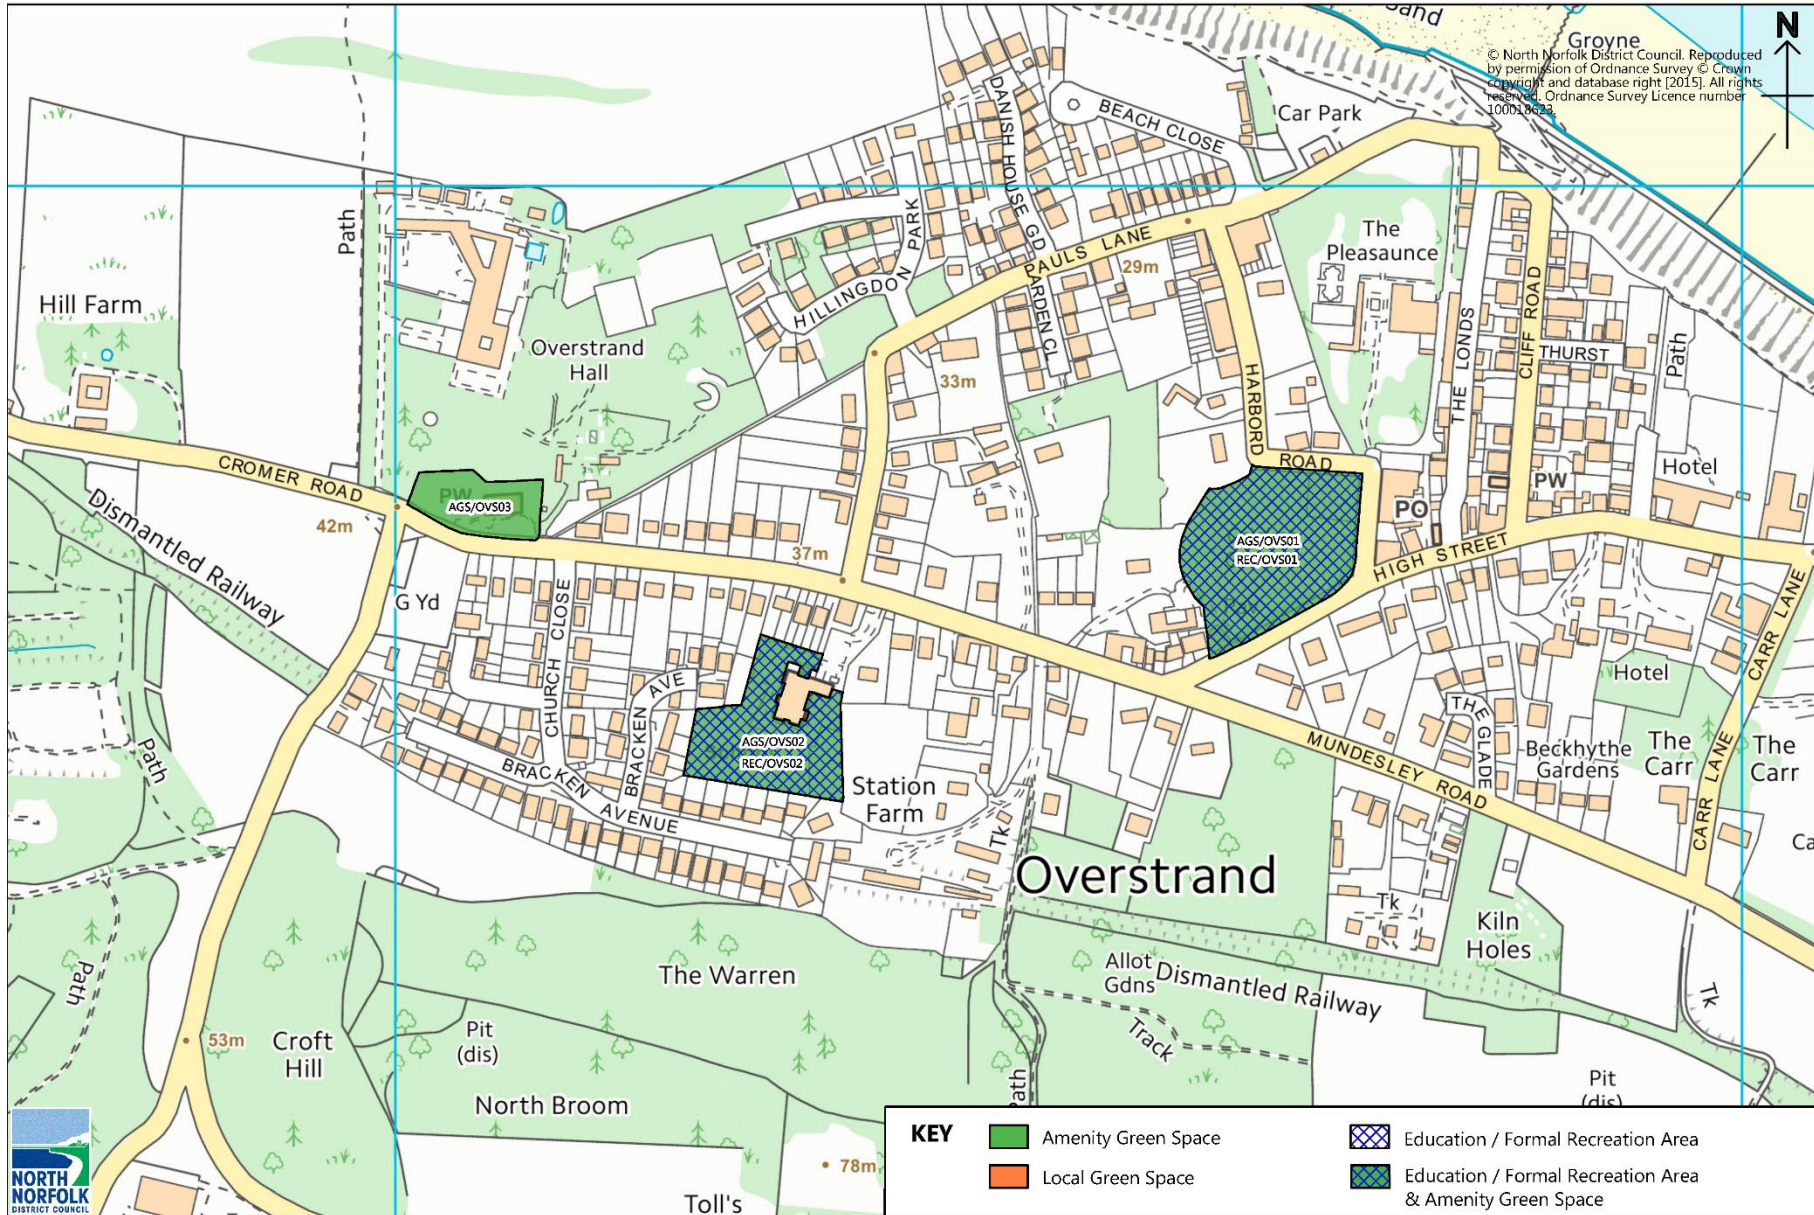 Sand
Groyne
N
© North Norfolk District Council. Reproduced
by permission of Ordnance Survey © Crown
copyright and database right [2015]. All rights
reserved. Ordnance Survey Licence number
100018623.
DANISH HOUSE GD
BEACH CLOSE
Car Park
Path
PARK
HILLINGDON
PAULS LANE
29m
GARDEN CL
The
Pleasaunce
THE LONDS
CLIFF ROAD
THURST
Path
Hill Farm
Overstrand
Hall
33m
HARBORD
ROAD
Hotel
PW
CROMER ROAD
42m
PW
AGS/OVS03
PO
HIGH STREET
AGS/OVS01
REC/OVS01
Dismantled Railway
37m
G Yd
CHURCH CLOSE
BRACKEN AVE
CARR LANE
Hotel
THE GLADE
AGS/OVS02
REC/OVS02
Path
BRACKEN AVENUE
Station
Farm
MUNDESLEY ROAD
Beckhythe
Gardens
The
Carr
CARR LANE
The
Carr
Tk
Ca
Overstrand
Tk
Kiln
Holes
The Warren
Allot
Gdns
Dismantled Railway
Path
Tk
53m
Croft
Hill
Pit
(dis)
Track
Path
Pit
(dis)
North Broom
78m
Toll's
NORTH
NORFOLK
DISTRICT COUNCIL
KEY
Amenity Green Space
Local Green Space
Education / Formal Recreation Area
Education / Formal Recreation Area
& Amenity Green Space